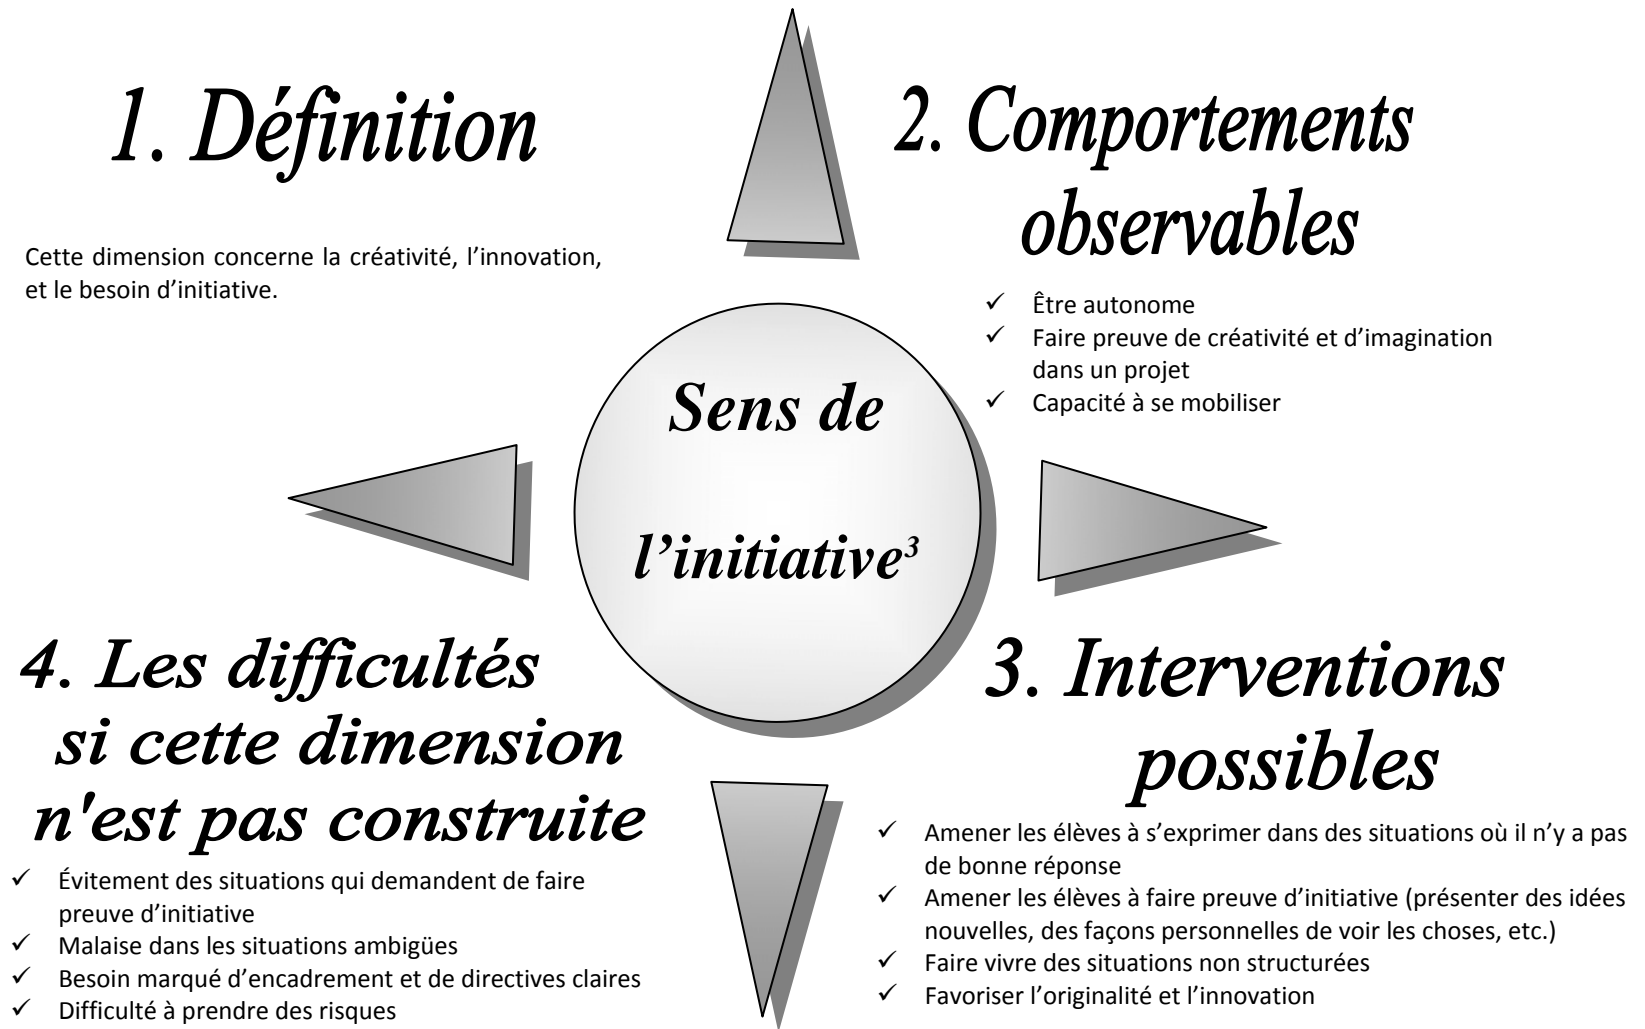 1. Définition
Cette dimension concerne la créativité, l’innovation,
et le besoin d’initiative.
2. Comportements
observables
✓ Être autonome
✓ Faire preuve de créativité et d’imagination
dans un projet
✓ Capacité à se mobiliser
Sens de
l’initiative³
3. Interventions
possibles
✓ Amener les élèves à s’exprimer dans des situations où il n’y a pas
de bonne réponse
✓ Amener les élèves à faire preuve d’initiative (présenter des idées
nouvelles, des façons personnelles de voir les choses, etc.)
✓ Faire vivre des situations non structurées
✓ Favoriser l’originalité et l’innovation
4. Les difficultés
si cette dimension
n'est pas construite
✓ Évitement des situations qui demandent de faire
preuve d’initiative
✓ Malaise dans les situations ambigües
✓ Besoin marqué d’encadrement et de directives claires
✓ Difficulté à prendre des risques